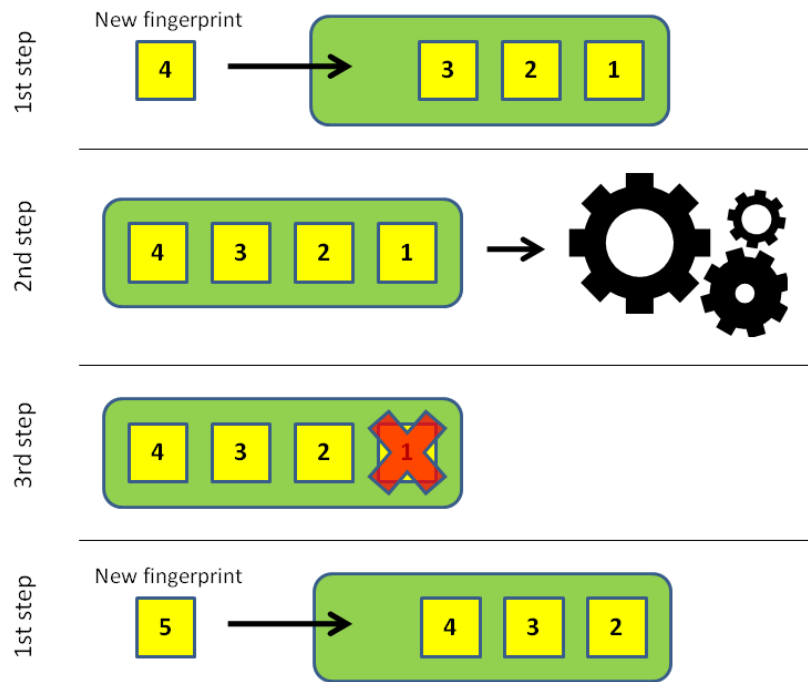 1st step
New fingerprint
4
3 2 1
2nd step
4 3 2 1
3rd step
4 3 2 1
1st step
New fingerprint
5
4 3 2